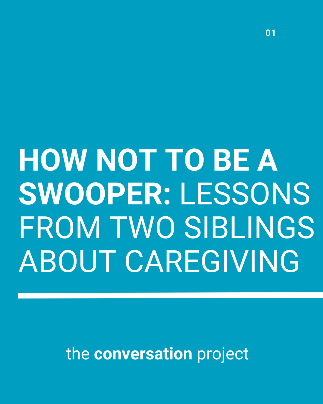 01
HOW NOT TO BE A
SWOOPER: LESSONS
FROM TWO SIBLINGS
ABOUT CAREGIVING
the conversation project